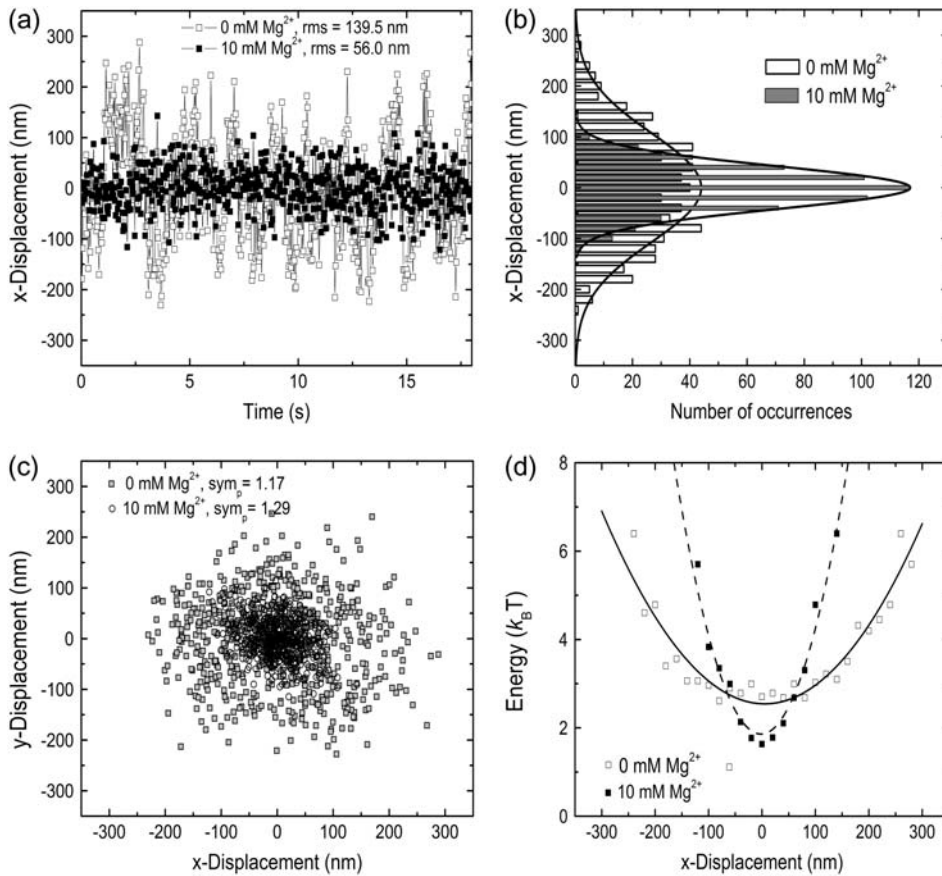 (a)
0 mM Mg²⁺, rms = 139.5 nm
10 mM Mg²⁺, rms = 56.0 nm
x-Displacement (nm)
300
200
100
0
-100
-200
-300
0 5 10 15
Time (s)
(b)
0 mM Mg²⁺
10 mM Mg²⁺
x-Displacement (nm)
300
200
100
0
-100
-200
-300
0 20 40 60 80 100 120
Number of occurrences
(c)
0 mM Mg²⁺, symₚ = 1.17
10 mM Mg²⁺, symₚ = 1.29
y-Displacement (nm)
300
200
100
0
-100
-200
-300
-300 -200 -100 0 100 200 300
x-Displacement (nm)
(d)
Energy (k_BT)
8
6
4
2
0
0 mM Mg²⁺
10 mM Mg²⁺
-300 -200 -100 0 100 200 300
x-Displacement (nm)